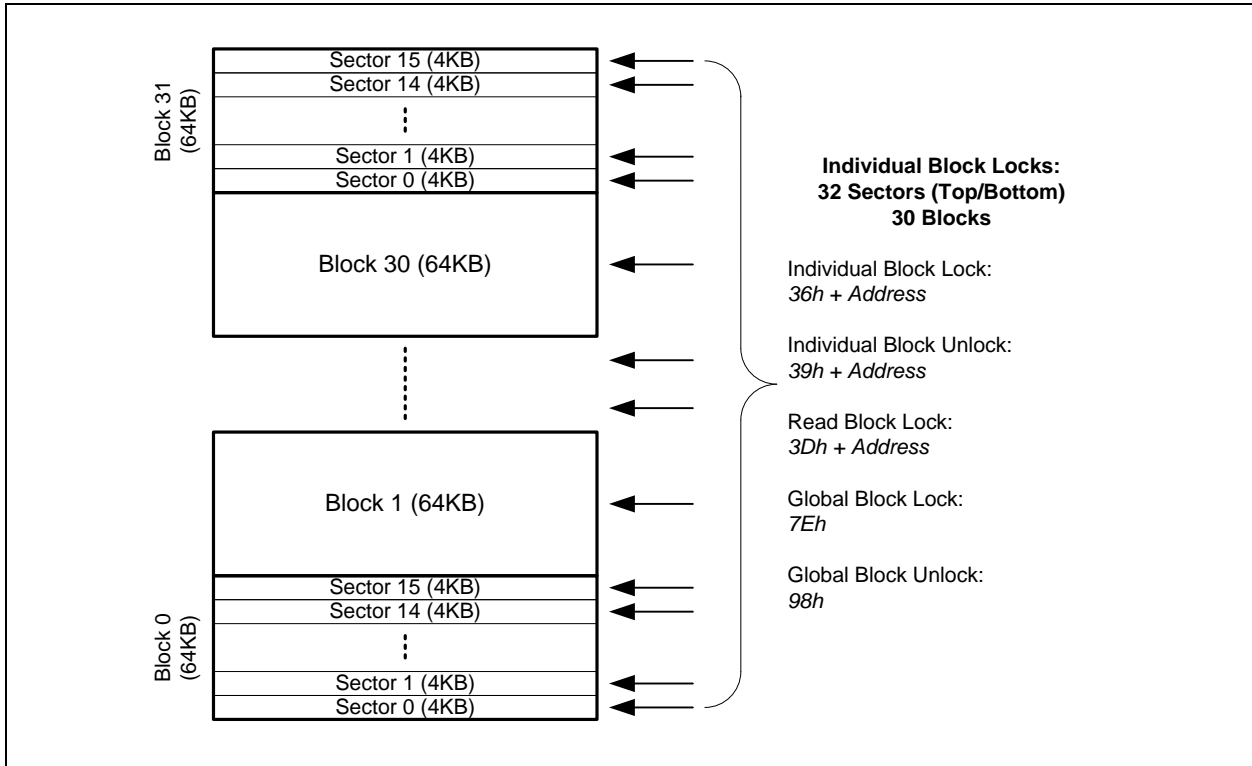 Block 31
(64KB)
Sector 15 (4KB)
Sector 14 (4KB)
Sector 1 (4KB)
Sector 0 (4KB)
Block 30 (64KB)
Block 1 (64KB)
Block 0
(64KB)
Sector 15 (4KB)
Sector 14 (4KB)
Sector 1 (4KB)
Sector 0 (4KB)
Individual Block Locks:
32 Sectors (Top/Bottom)
30 Blocks
Individual Block Lock:
36h + Address
Individual Block Unlock:
39h + Address
Read Block Lock:
3Dh + Address
Global Block Lock:
7Eh
Global Block Unlock:
98h